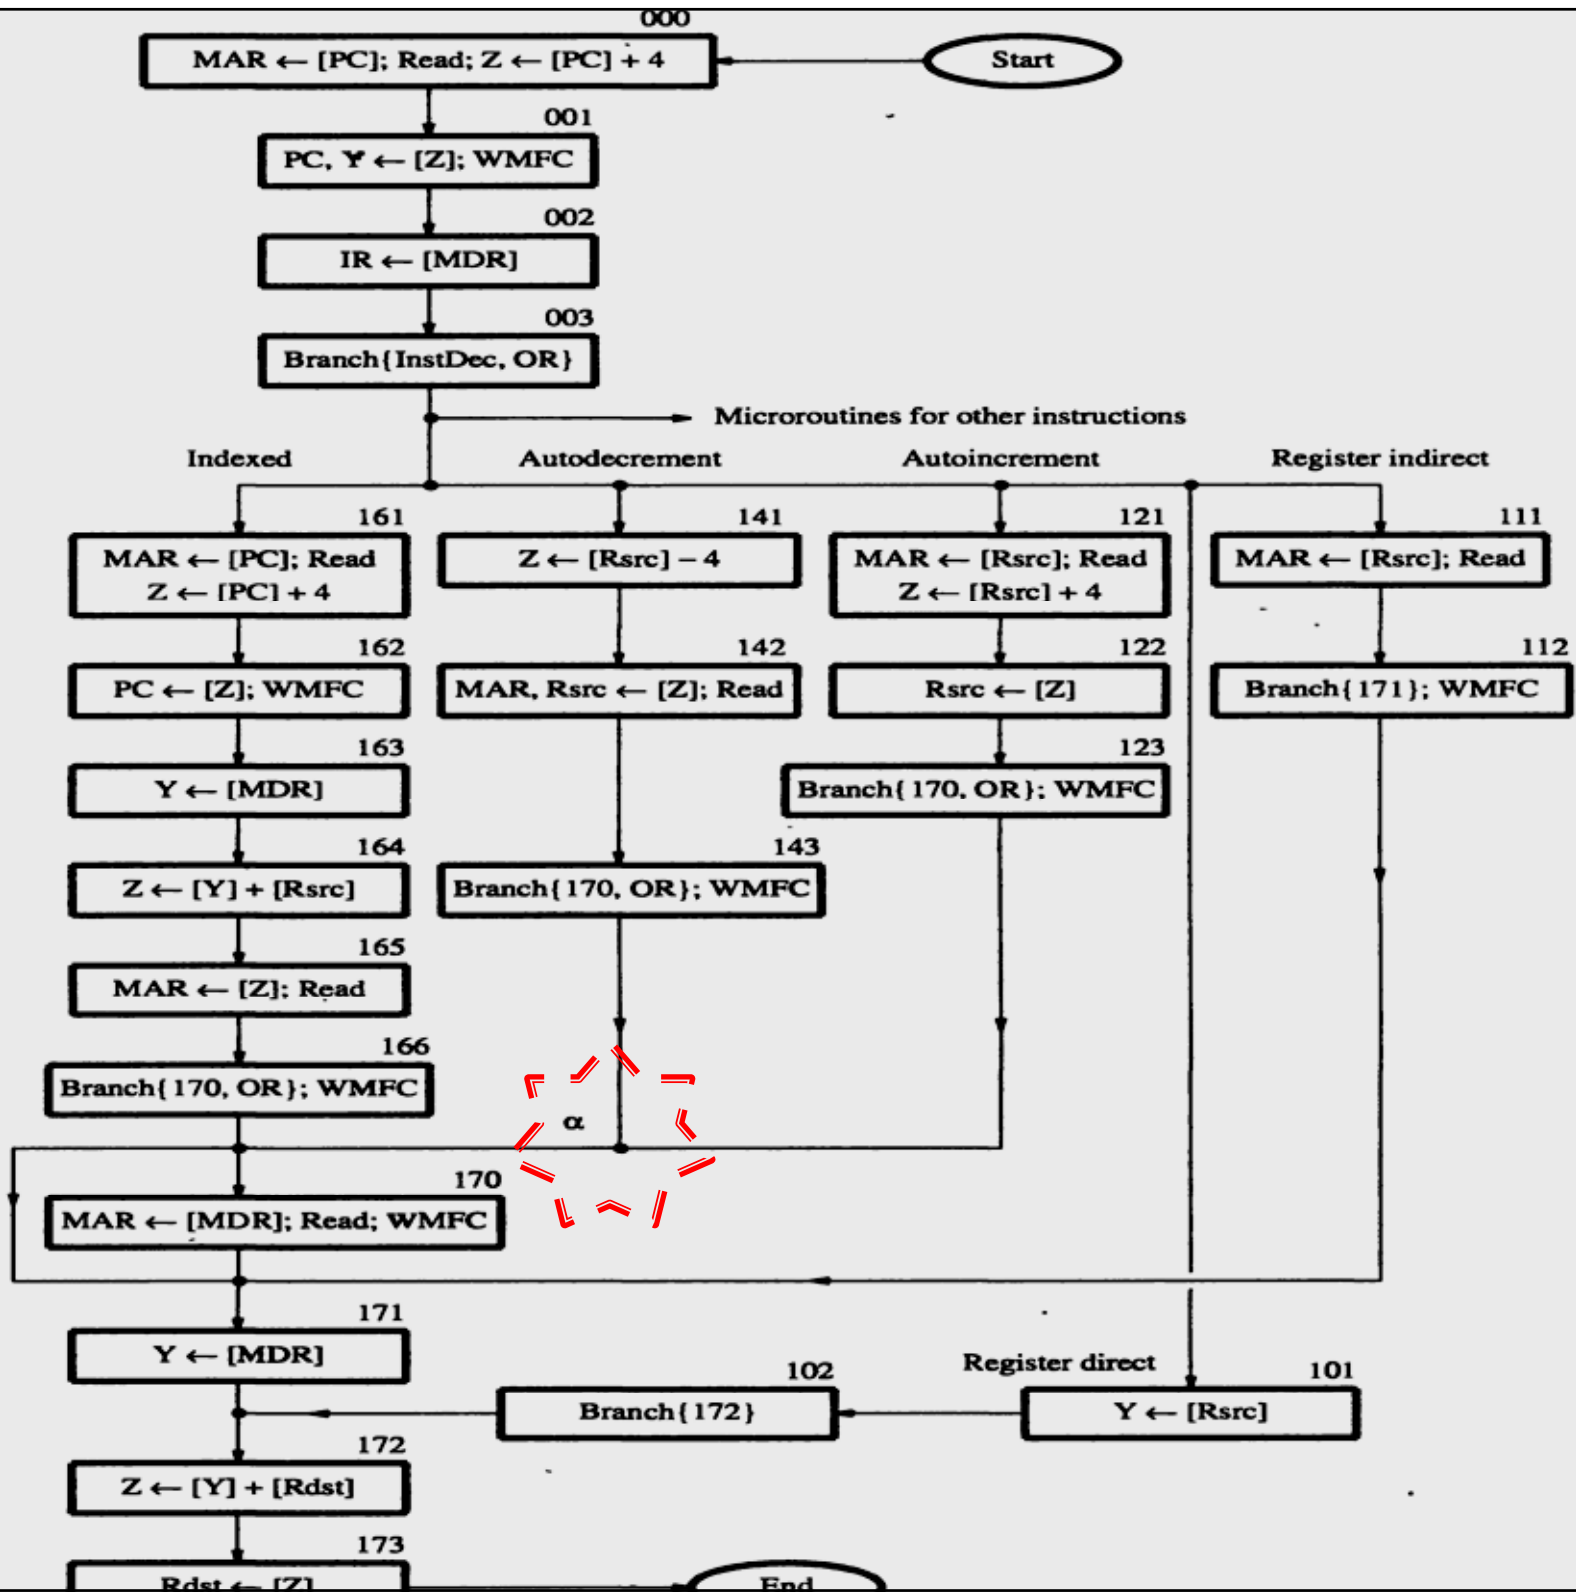 000
MAR ← [PC]; Read; Z ← [PC] + 4
Start
001
PC, Y ← [Z]; WMFC
002
IR ← [MDR]
003
Branch{InstDec, OR}
Microroutines for other instructions
Indexed
Autodecrement
Autoincrement
Register indirect
161
MAR ← [PC]; Read
Z ← [PC] + 4
141
Z ← [Rsrc] – 4
121
MAR ← [Rsrc]; Read
Z ← [Rsrc] + 4
111
MAR ← [Rsrc]; Read
162
PC ← [Z]; WMFC
142
MAR, Rsrc ← [Z]; Read
122
Rsrc ← [Z]
112
Branch{171}; WMFC
163
Y ← [MDR]
123
Branch{170, OR}; WMFC
164
Z ← [Y] + [Rsrc]
143
Branch{170, OR}; WMFC
165
MAR ← [Z]; Read
166
Branch{170, OR}; WMFC
α
170
MAR ← [MDR]; Read; WMFC
171
Y ← [MDR]
Register direct
102
Branch{172}
101
Y ← [Rsrc]
172
Z ← [Y] + [Rdst]
173
Rdst ← [Z]
End